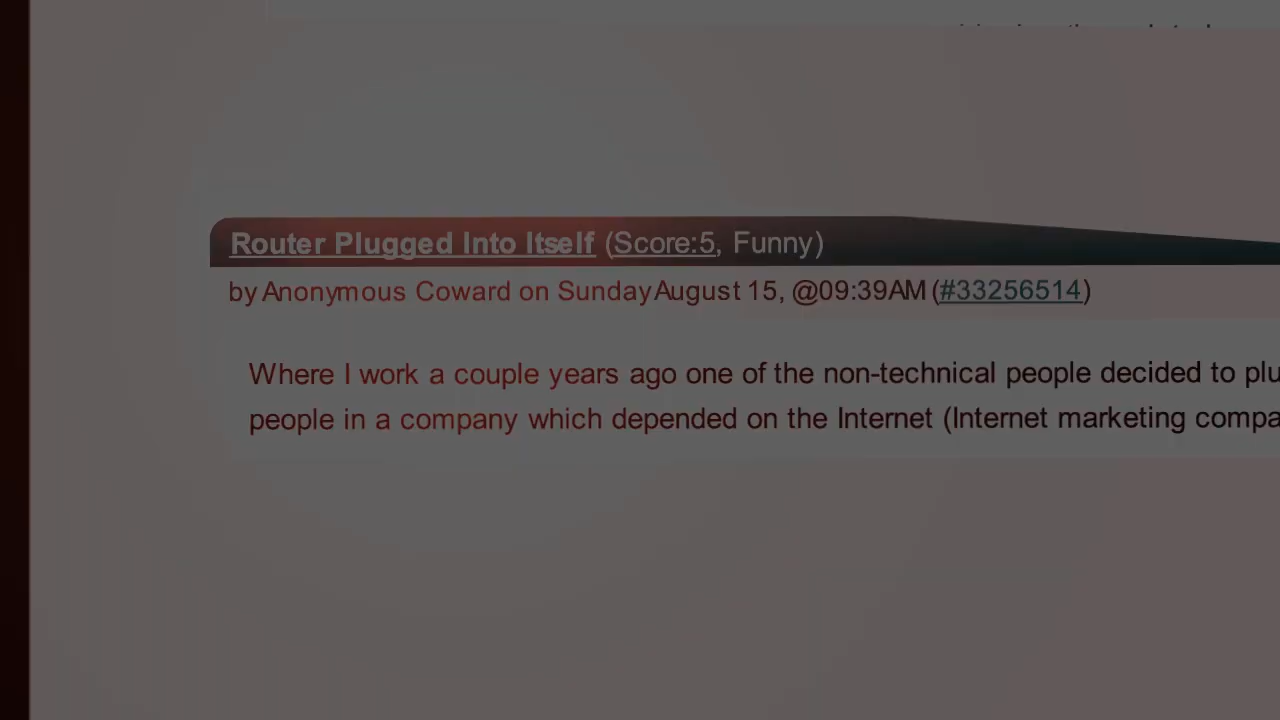 Router Plugged Into Itself (Score:5, Funny)
by Anonymous Coward on Sunday August 15, @09:39AM (#33256514)
Where I work a couple years ago one of the non-technical people decided to
people in a company which depended on the Internet (Internet marketing